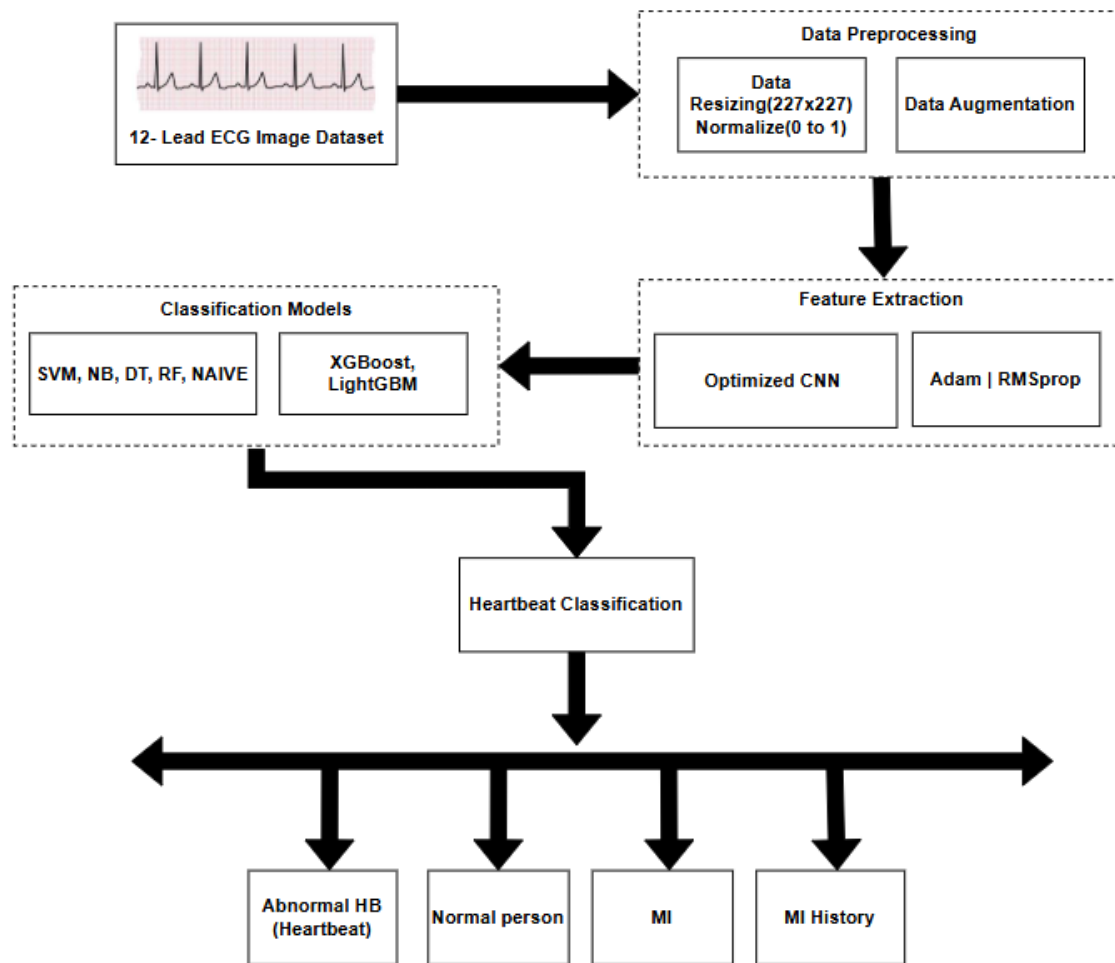 12- Lead ECG Image Dataset
Data Preprocessing
Data
Resizing(227x227)
Normalize(0 to 1)
Data Augmentation
Feature Extraction
Optimized CNN
Adam | RMSprop
Classification Models
SVM, NB, DT, RF, NAIVE
XGBoost,
LightGBM
Heartbeat Classification
Abnormal HB
(Heartbeat)
Normal person
MI
MI History